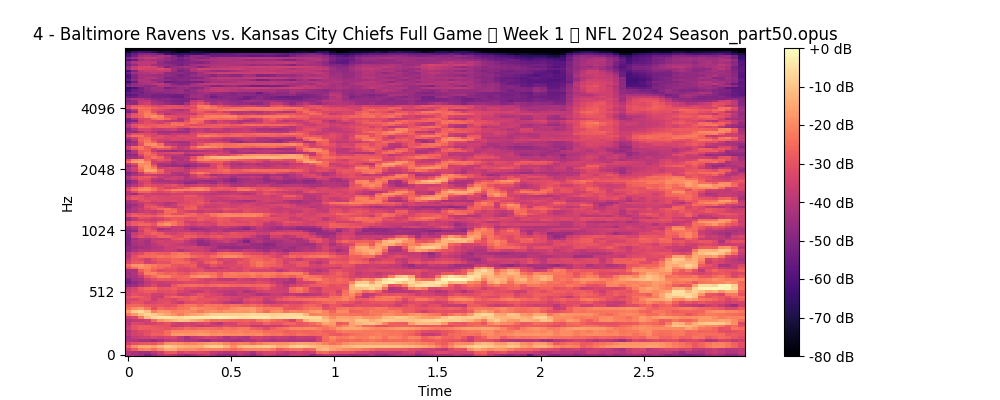 4 - Baltimore Ravens vs. Kansas City Chiefs Full Game ▯ Week 1 ▯ NFL 2024 Season_part50.opus
+0 dB
4096
-10 dB
-20 dB
2048
-30 dB
Hz
1024
-40 dB
-50 dB
512
-60 dB
-70 dB
0
-80 dB
0 0.5 1 1.5 2 2.5
Time